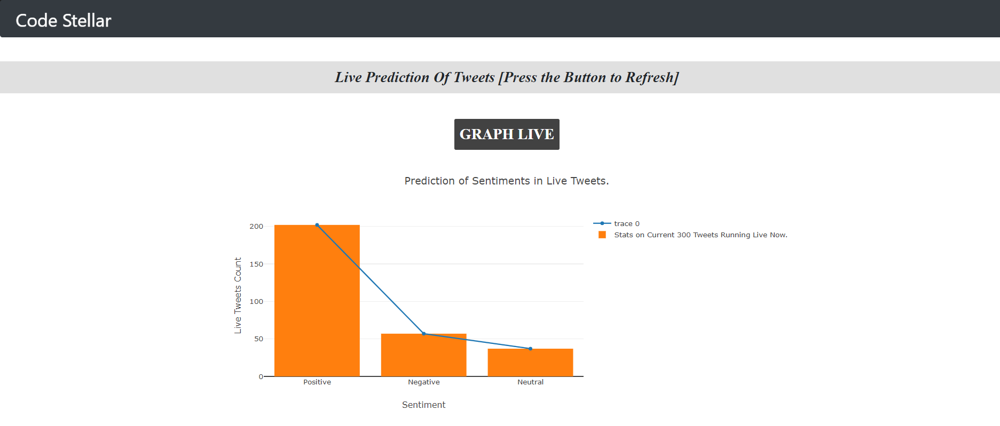 Code Stellar
Live Prediction Of Tweets [Press the Button to Refresh]
GRAPH LIVE
Prediction of Sentiments in Live Tweets.
trace 0
Stats on Current 300 Tweets Running Live Now.
Live Tweets Count
200
150
100
50
0
Positive
Negative
Neutral
Sentiment